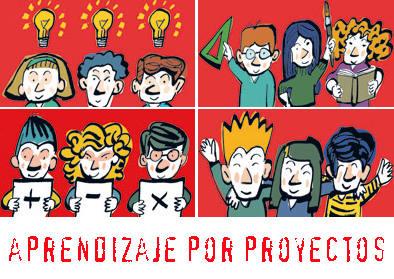 + - ×
APRENDIZAJE POR PROYECTOS